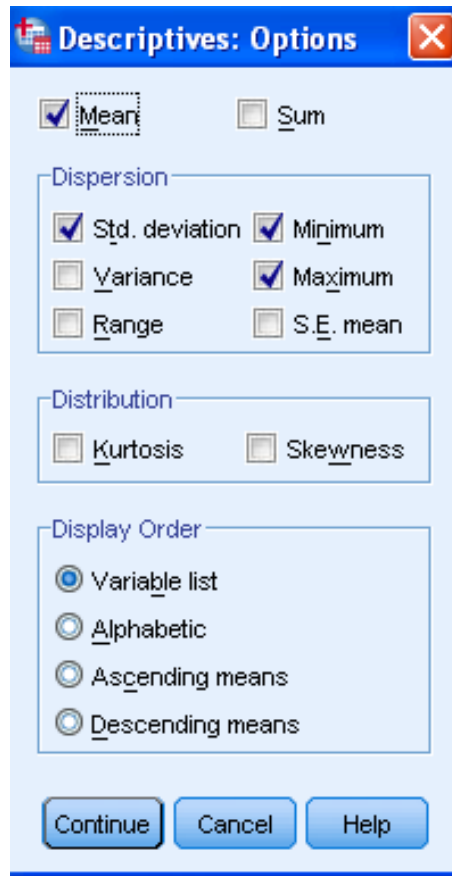 Descriptives: Options
Mean Sum
Dispersion
Std. deviation Minimum
Variance Maximum
Range S.E. mean
Distribution
Kurtosis Skewness
Display Order
Variable list
Alphabetic
Ascending means
Descending means
Continue Cancel Help